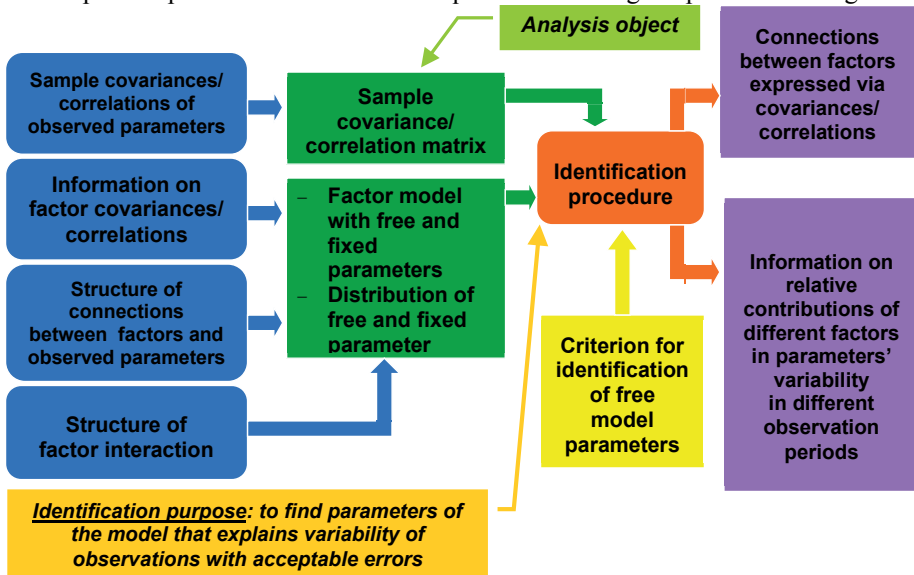 Analysis object
Sample covariances/
correlations of
observed parameters
Information on
factor covariances/
correlations
Structure of
connections
between factors and
observed parameters
Structure of
factor interaction
Sample
covariance/
correlation matrix
– Factor model
with free and
fixed
parameters
– Distribution of
free and fixed
parameter
Identification
procedure
Criterion for
identification
of free
model
parameters
Connections
between factors
expressed via
covariances/
correlations
Information on
relative
contributions of
different factors
in parameters’
variability
in different
observation
periods
Identification purpose: to find parameters of
the model that explains variability of
observations with acceptable errors